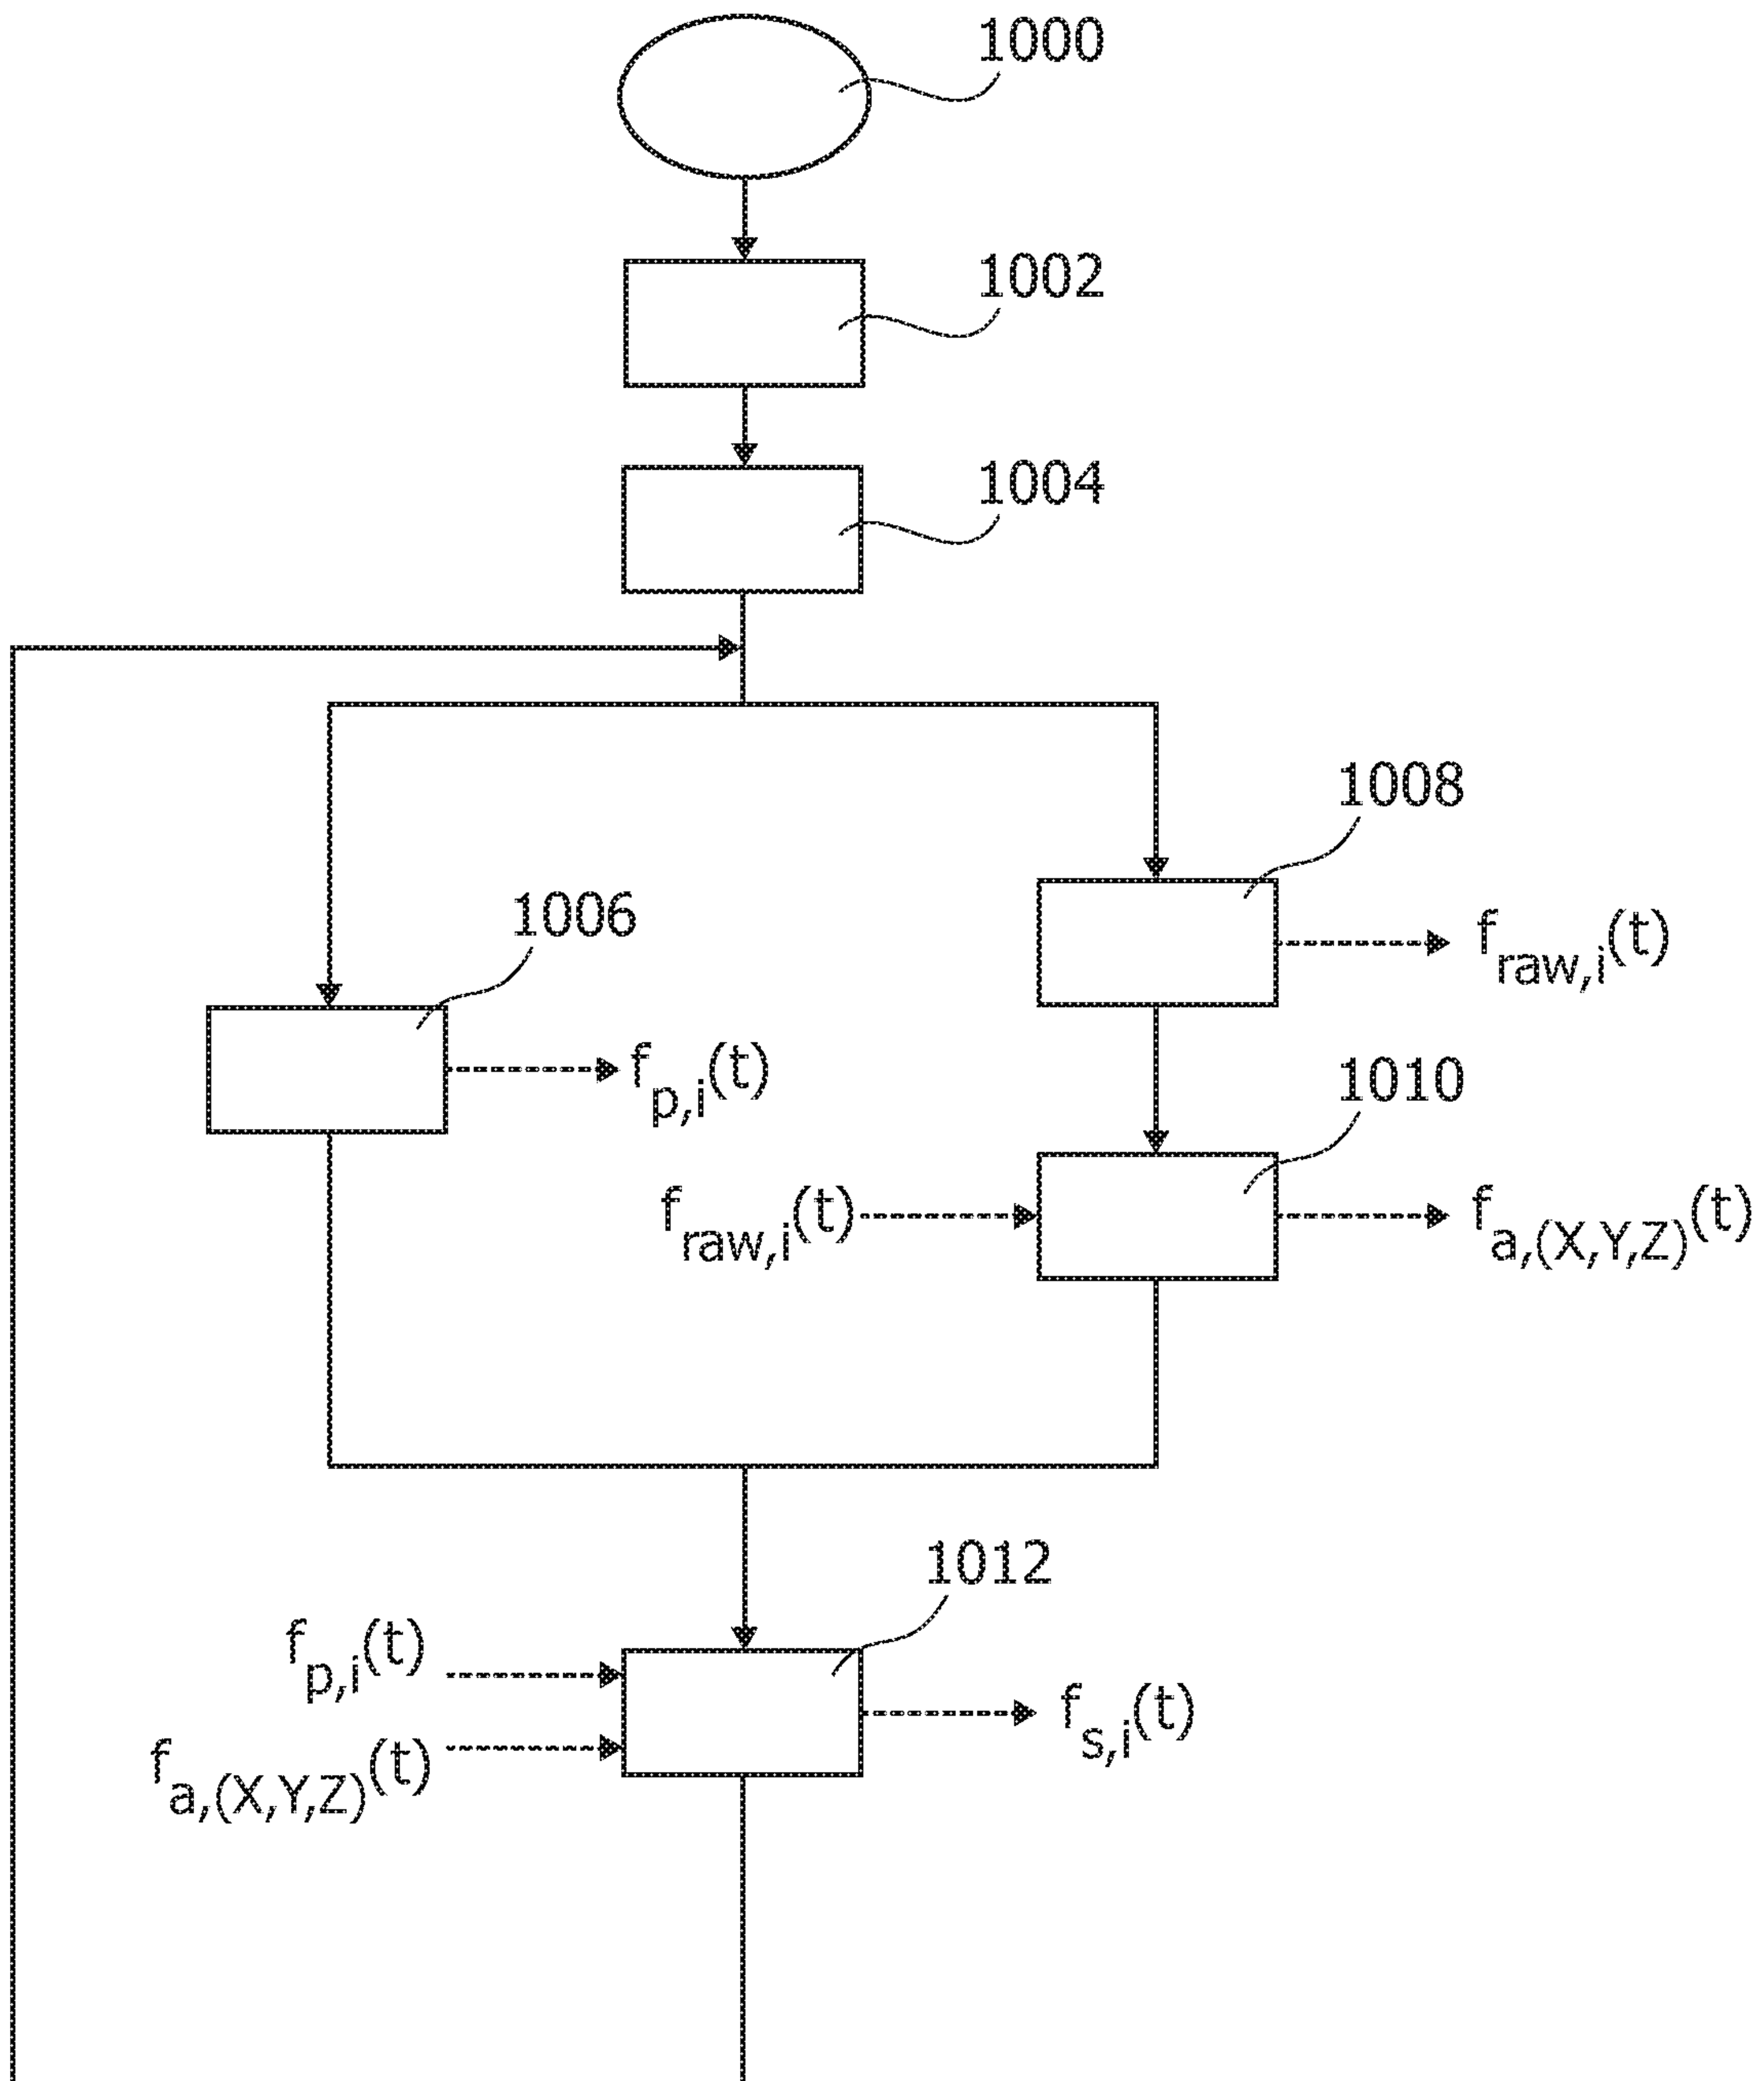 1000
1002
1004
1008
1006
f_raw,i(t)
f_p,i(t)
1010
f_raw,i(t)
f_a,(X,Y,Z)(t)
1012
f_p,i(t)
f_s,i(t)
f_a,(X,Y,Z)(t)